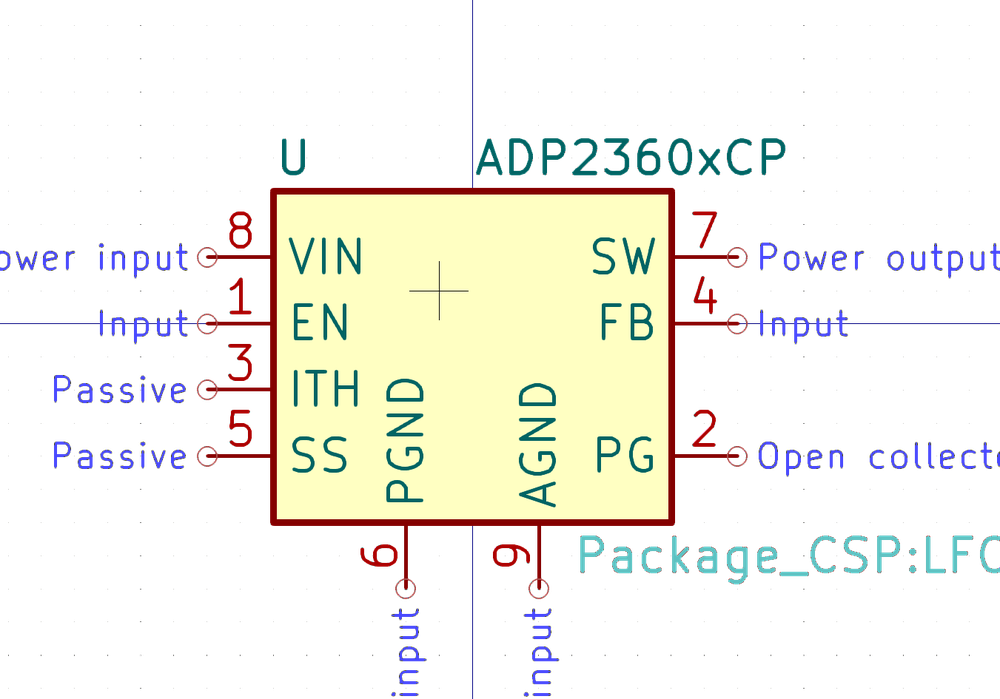 U ADP2360xCP
8 7
ower input VIN SW Power output
1 4
Input EN FB Input
3
Passive ITH
5 2
Passive SS PGND AGND PG Open collect
6 9 Package_CSP:LFC
input input